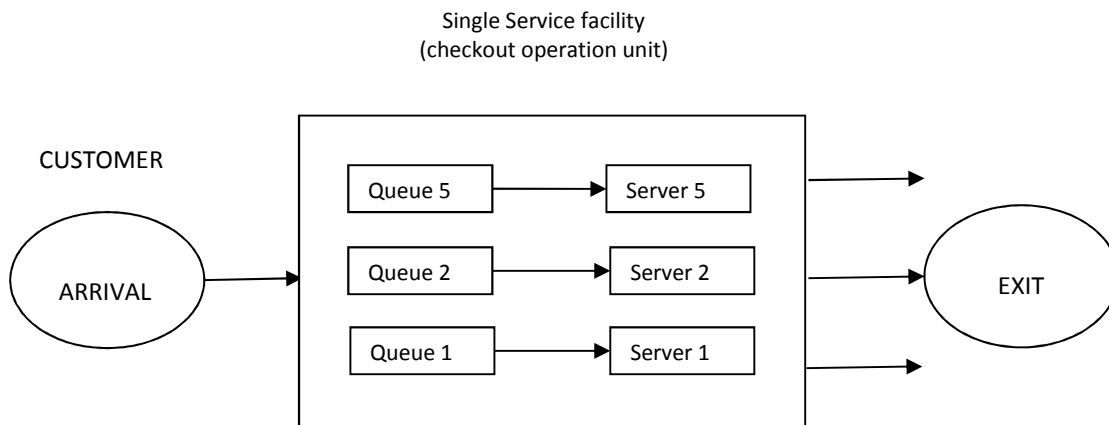 Single Service facility
(checkout operation unit)
CUSTOMER
Queue 5
Server 5
Queue 2
Server 2
ARRIVAL
EXIT
Queue 1
Server 1